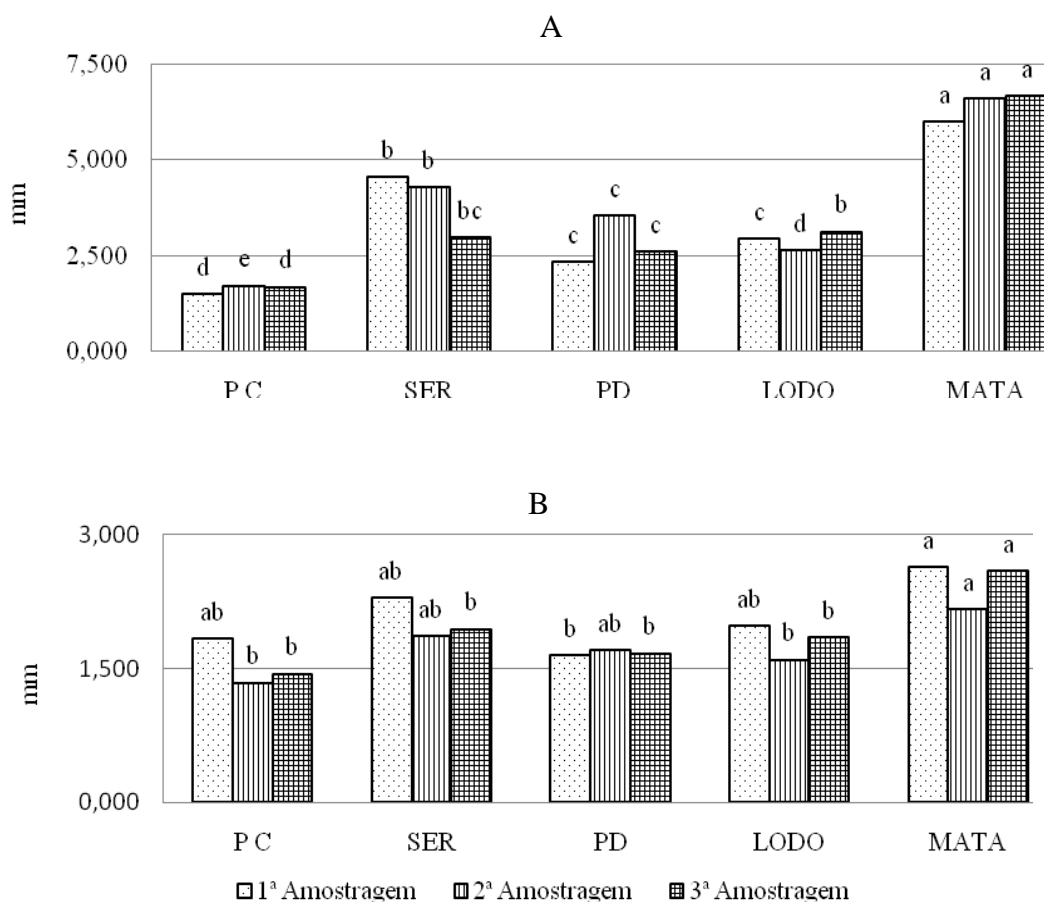 A
7,500
a a a
5,000
b b
mm
c
bc
c c c d b
2,500
d e d
0,000
P C SER PD LODO MATA
B
3,000
a a a
ab
ab ab b ab
mm
b b b ab b b b
1,500
0,000
P C SER PD LODO MATA
1ª Amostragem 2ª Amostragem 3ª Amostragem